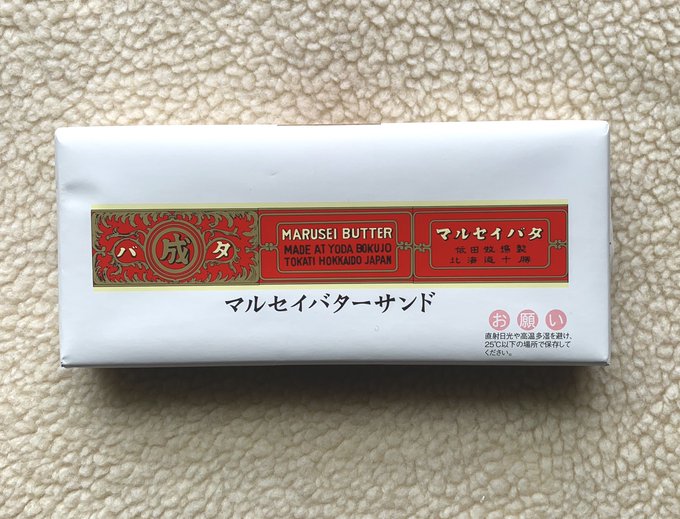 バ 成 タ
MARUSEI BUTTER
MADE AT YODA BOKUJO
TOKATI HOKKAIDO JAPAN
マルセイバタ
依田牧場製
北海道十勝
マルセイバターサンド
お願い
直射日光や高温多湿を避け、
25℃以下の場所で保存して
ください。